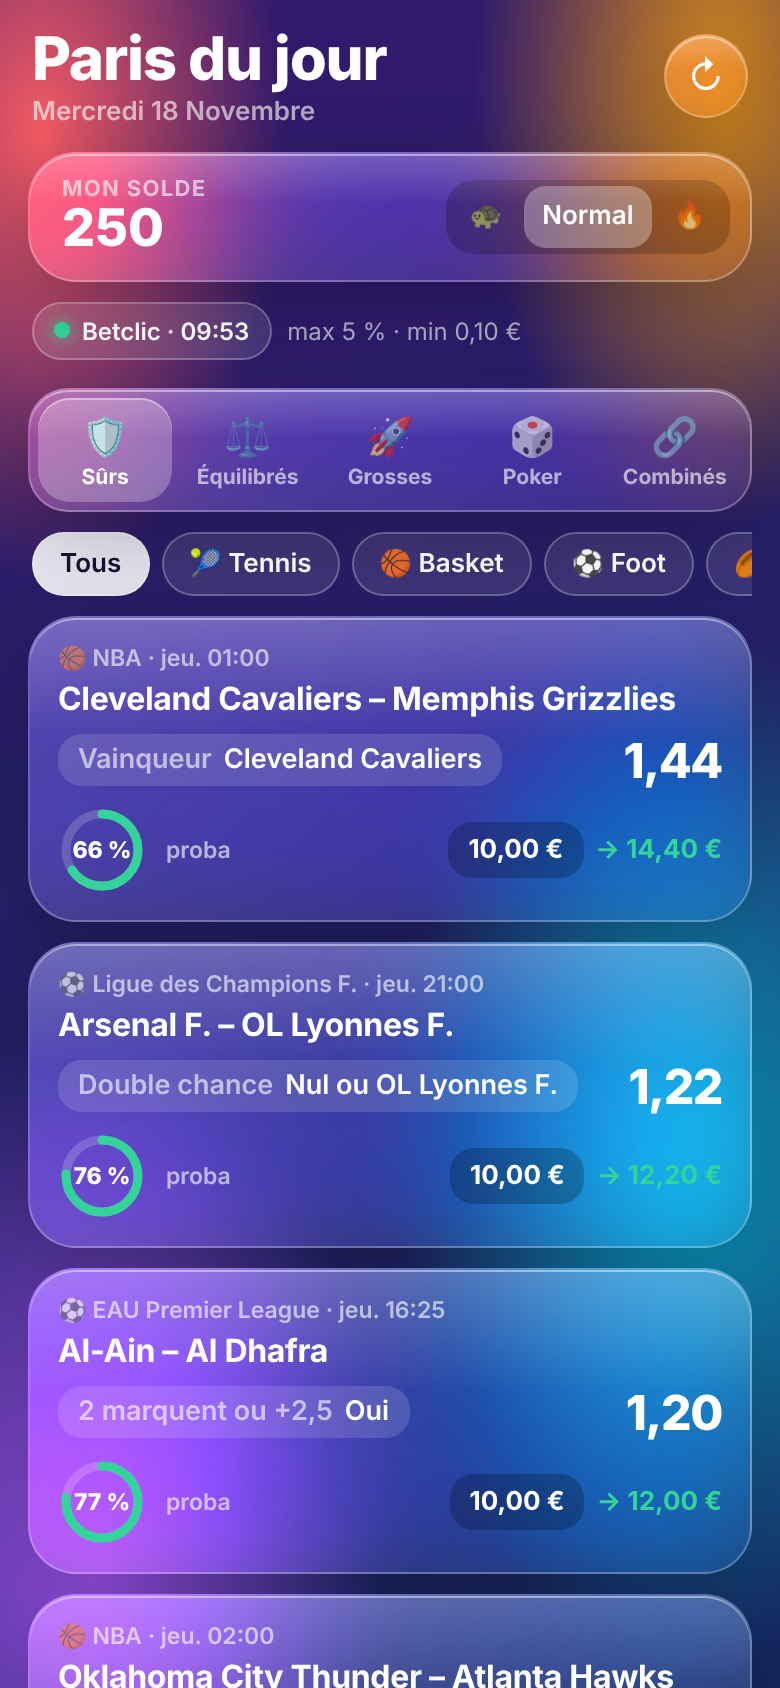 Paris du jour
Mercredi 18 Novembre
MON SOLDE
250
Normal
Betclic · 09:53 max 5 % · min 0,10 €
Sûrs Équilibrés Grosses Poker Combinés
Tous Tennis Basket Foot
NBA · jeu. 01:00
Cleveland Cavaliers – Memphis Grizzlies
Vainqueur Cleveland Cavaliers 1,44
66 % proba 10,00 € → 14,40 €
Ligue des Champions F. · jeu. 21:00
Arsenal F. – OL Lyonnes F.
Double chance Nul ou OL Lyonnes F. 1,22
76 % proba 10,00 € → 12,20 €
EAU Premier League · jeu. 16:25
Al-Ain – Al Dhafra
2 marquent ou +2,5 Oui 1,20
77 % proba 10,00 € → 12,00 €
NBA · jeu. 02:00
Oklahoma City Thunder – Atlanta Hawks